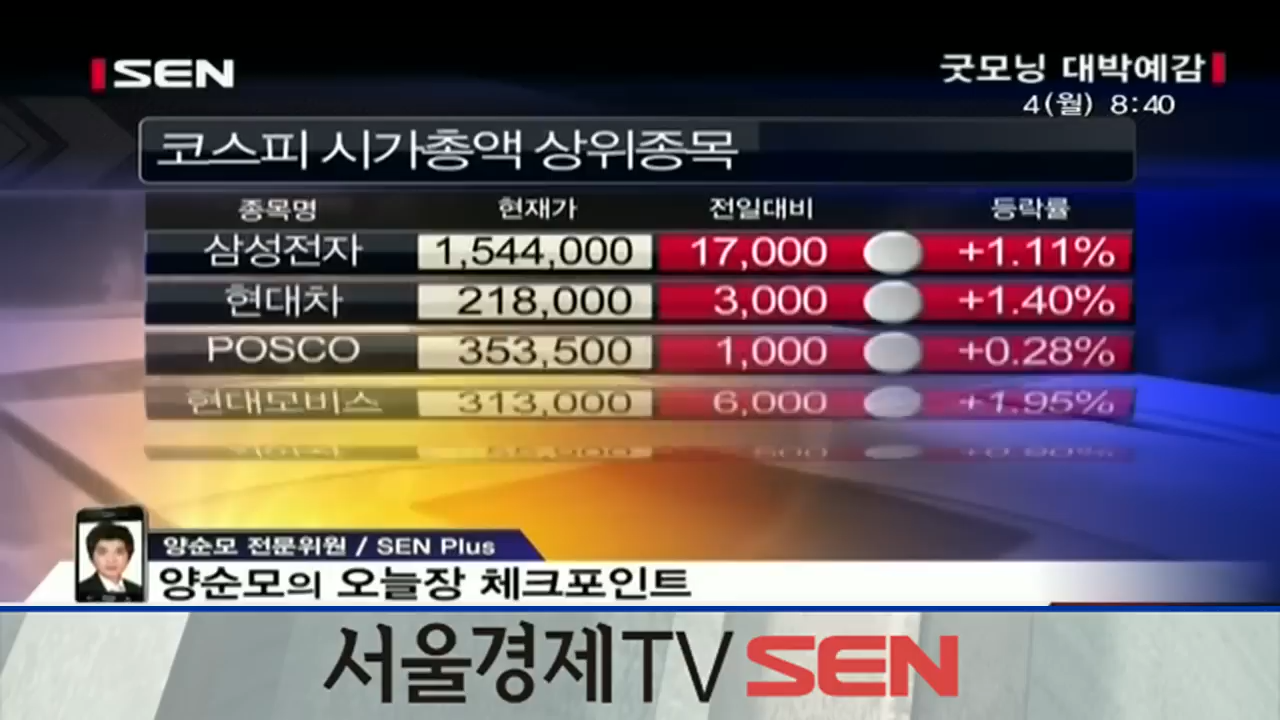 SEN
굿모닝 대박예감
4(월) 8:40
코스피 시가총액 상위종목
종목명 현재가 전일대비 등락률
삼성전자 1,544,000 17,000 +1.11%
현대차 218,000 3,000 +1.40%
POSCO 353,500 1,000 +0.28%
현대모비스 313,000 6,000 +1.95%
양순모 전문위원 / SEN Plus
양순모의 오늘장 체크포인트
서울경제TV SEN